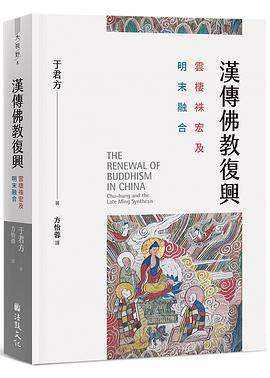 漢傳佛教復興
雲棲袾宏及
明末融合
于君方
著
方怡蓉
譯
THE
RENEWAL OF
BUDDHISM
IN CHINA
Chu-hung and the
Late Ming Synthesis
大視野
漢傳佛教復興
雲棲袾宏及
明末融合
于君方
著
方怡蓉
譯
法鼓文化